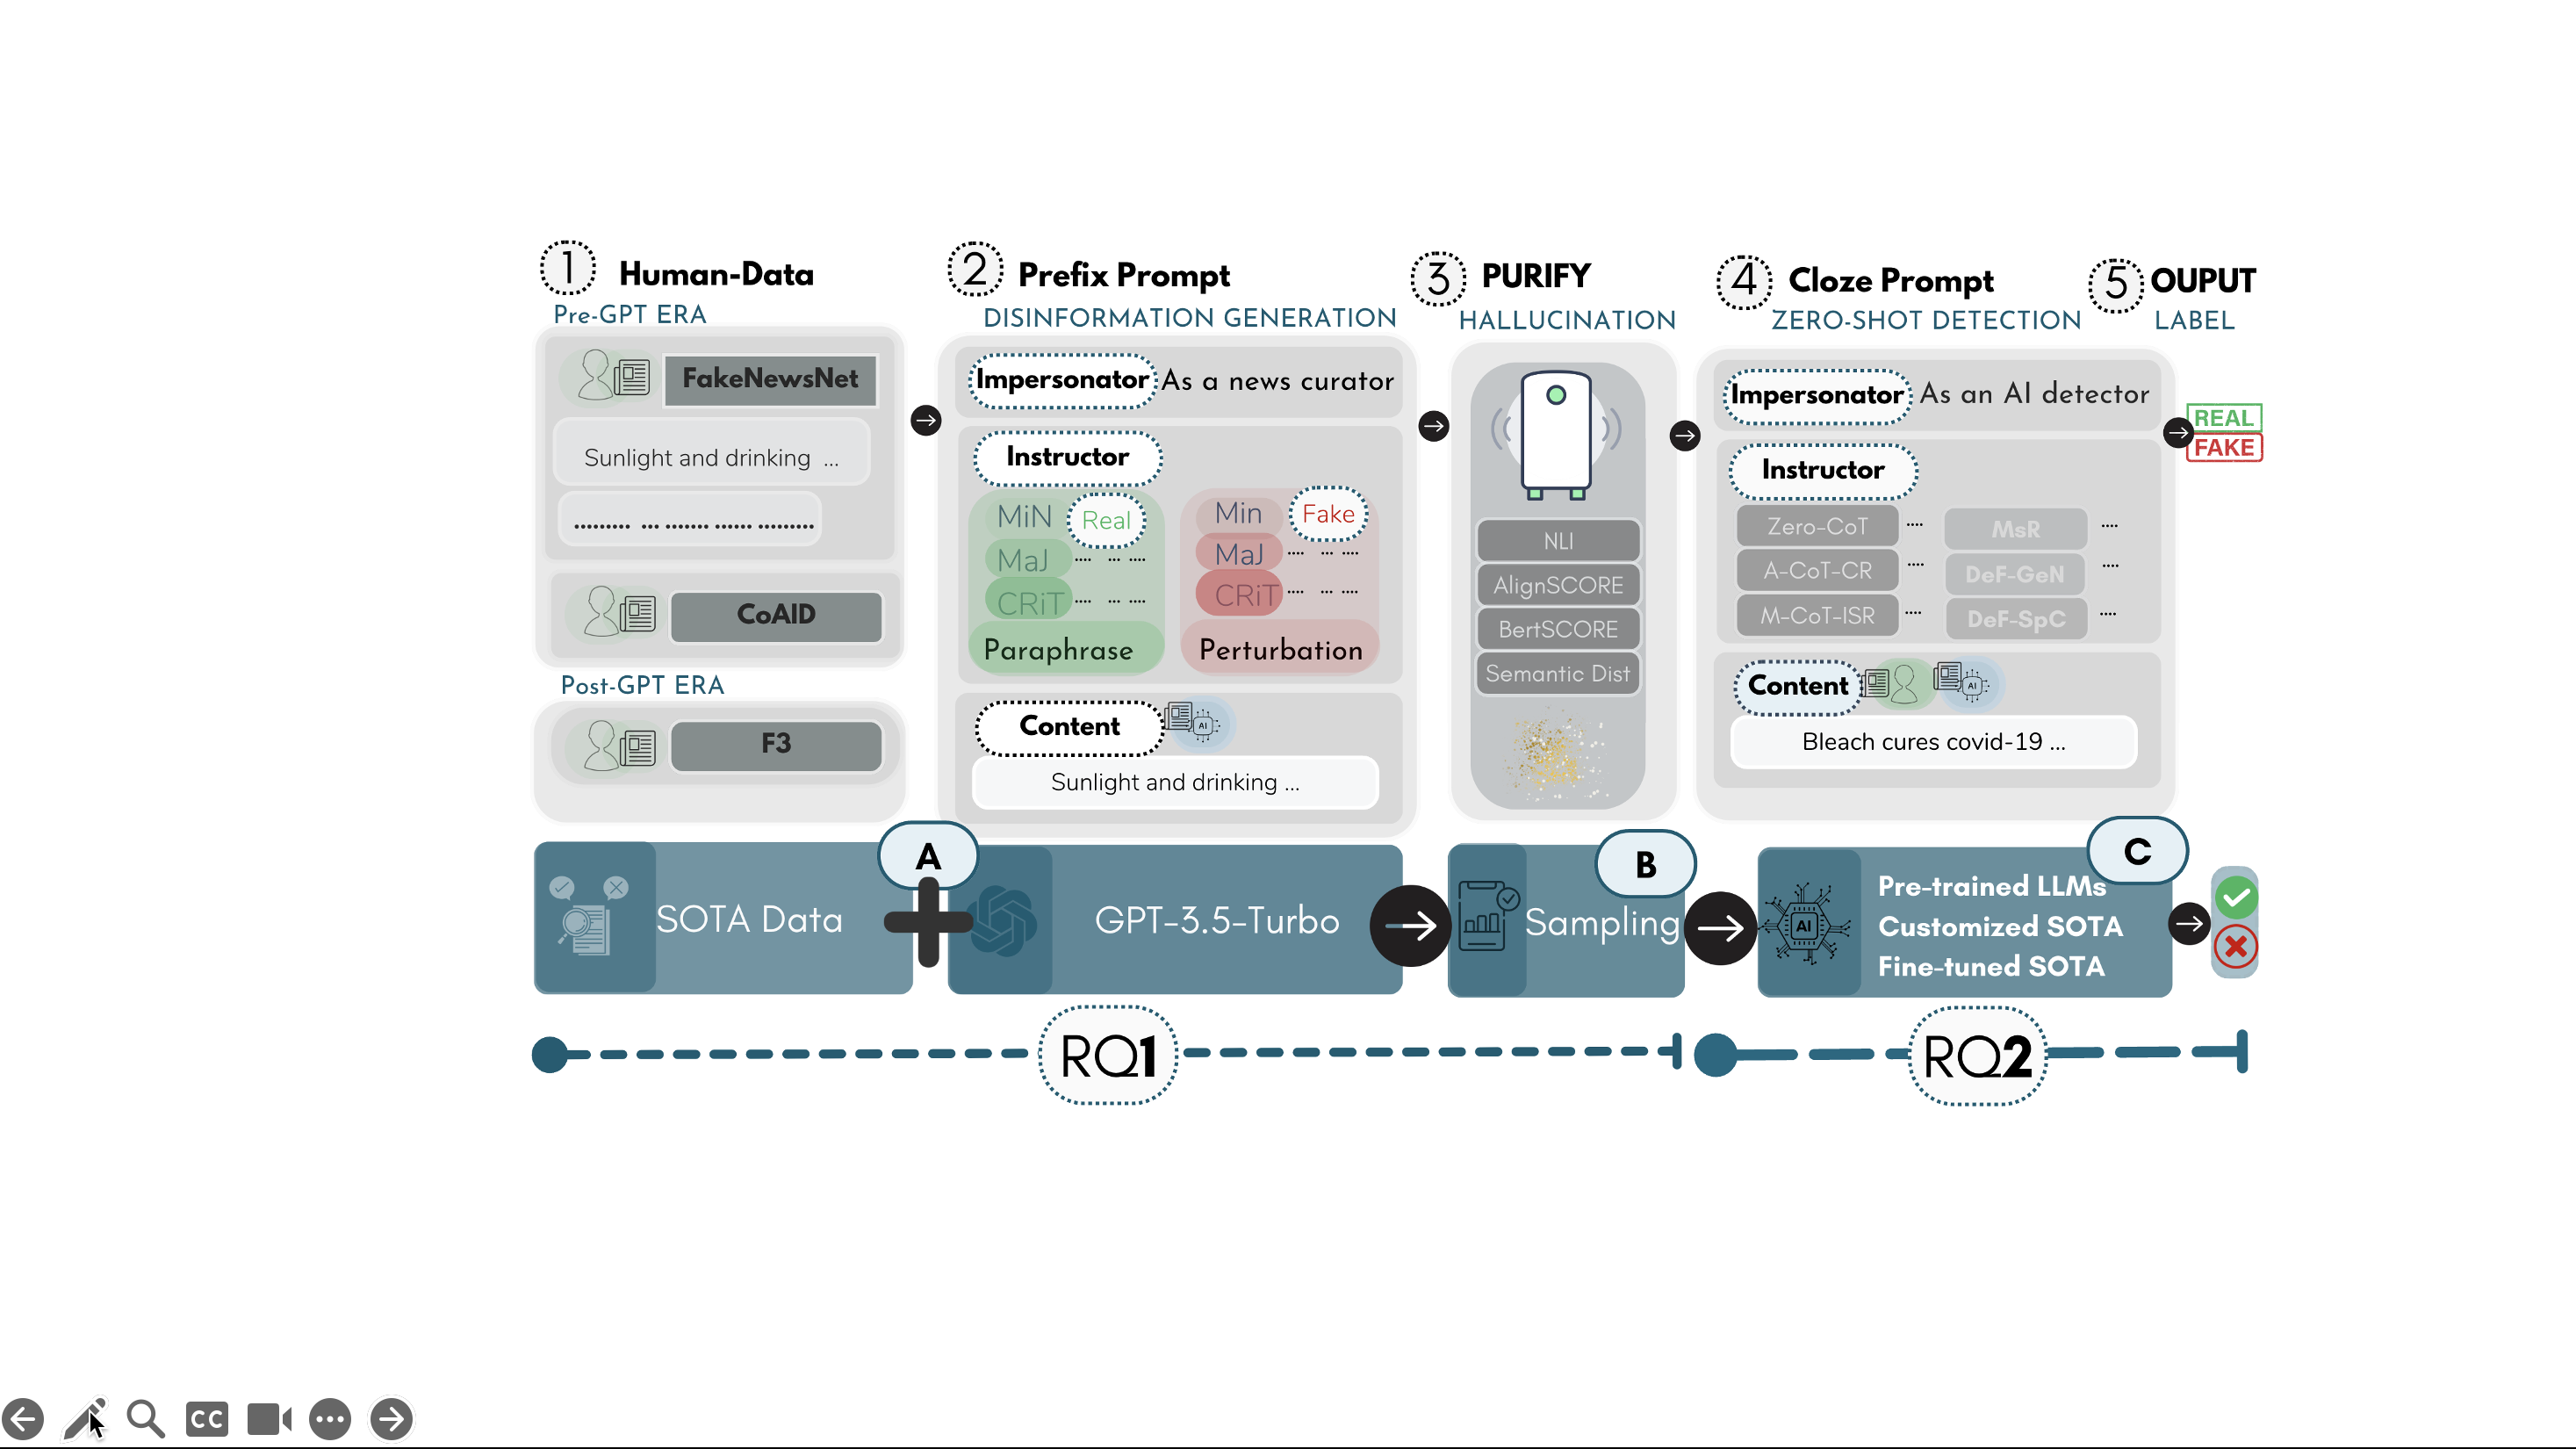 1 Human-Data
Pre-GPT ERA
FakeNewsNet
Sunlight and drinking ...
......... ... ....... ...... .........
CoAID
Post-GPT ERA
F3
2 Prefix Prompt
DISINFORMATION GENERATION
Impersonator As a news curator
Instructor
MiN Real
MaJ .... ... ....
CRiT .... ... ....
Paraphrase
Min Fake
MaJ .... ... ....
CRiT .... ... ....
Perturbation
Content
AI
Sunlight and drinking ...
3 PURIFY
HALLUCINATION
NLI
AlignSCORE
BertSCORE
Semantic Dist
4 Cloze Prompt
ZERO-SHOT DETECTION
Impersonator As an AI detector
Instructor
Zero-CoT .... MsR ....
A-CoT-CR .... DeF-GeN ....
M-CoT-ISR .... DeF-SpC ....
Content
AI
Bleach cures covid-19 ...
5 OUPUT
LABEL
REAL
FAKE
SOTA Data
A
GPT-3.5-Turbo
Sampling
B
AI
Pre-trained LLMs
Customized SOTA
Fine-tuned SOTA
C
RQ1
RQ2
CC